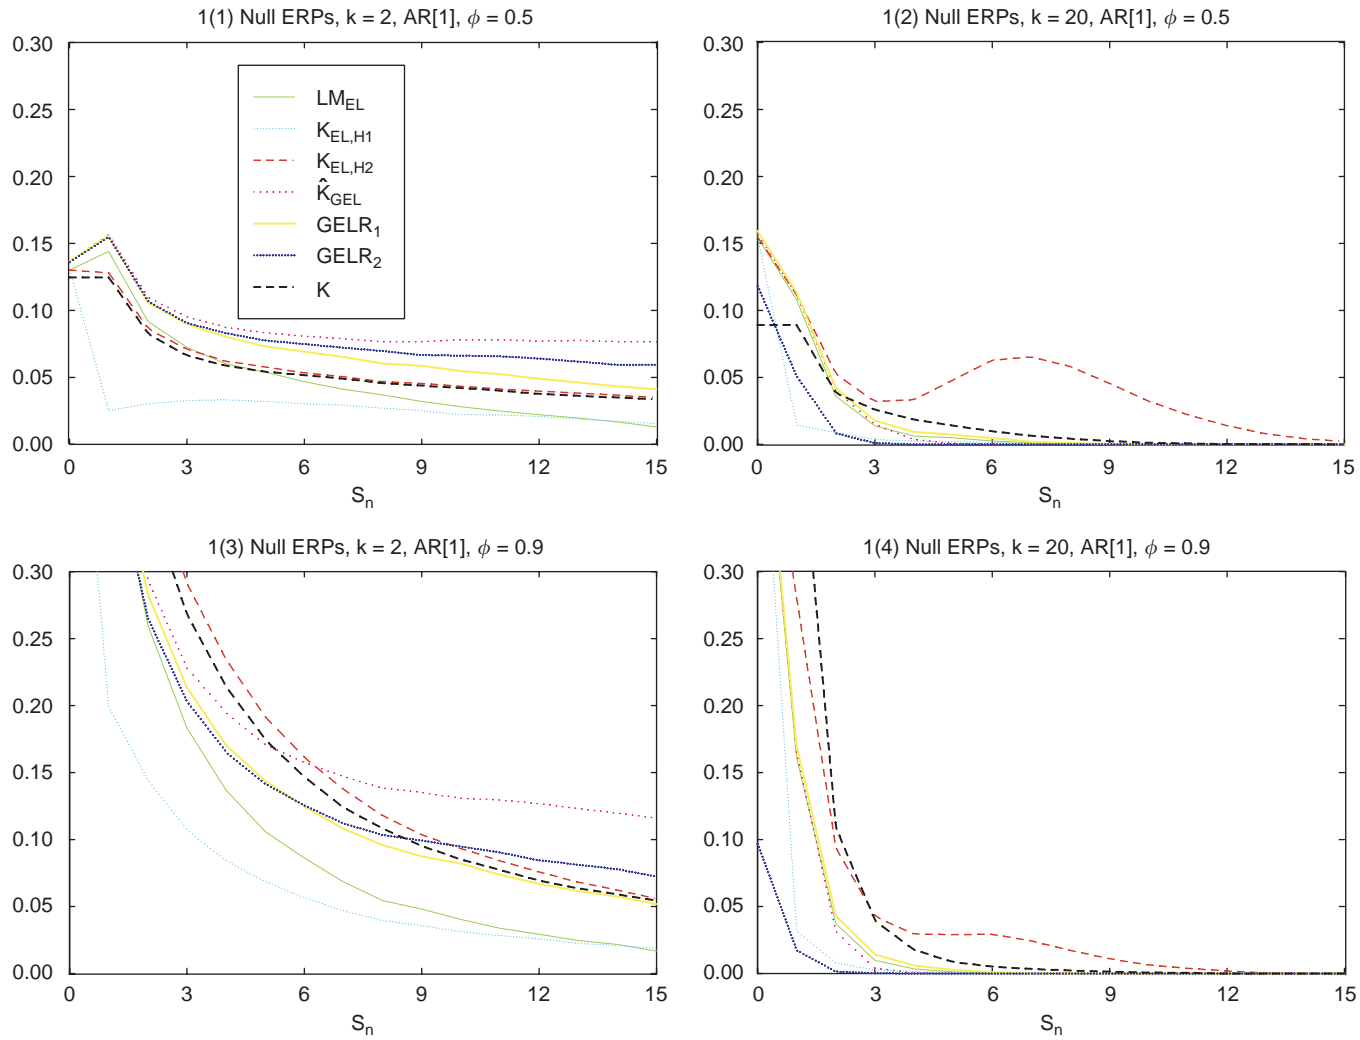 1(1) Null ERPs, k = 2, AR[1], ϕ = 0.5
0.30
0.25
0.20
0.15
0.10
0.05
0.00
LM_EL
K_EL,H1
K_EL,H2
K̂_GEL
GELR_1
GELR_2
K
0 3 6 9 12 15
S_n
1(2) Null ERPs, k = 20, AR[1], ϕ = 0.5
0.30
0.25
0.20
0.15
0.10
0.05
0.00
0 3 6 9 12 15
S_n
1(3) Null ERPs, k = 2, AR[1], ϕ = 0.9
0.30
0.25
0.20
0.15
0.10
0.05
0.00
0 3 6 9 12 15
S_n
1(4) Null ERPs, k = 20, AR[1], ϕ = 0.9
0.30
0.25
0.20
0.15
0.10
0.05
0.00
0 3 6 9 12 15
S_n